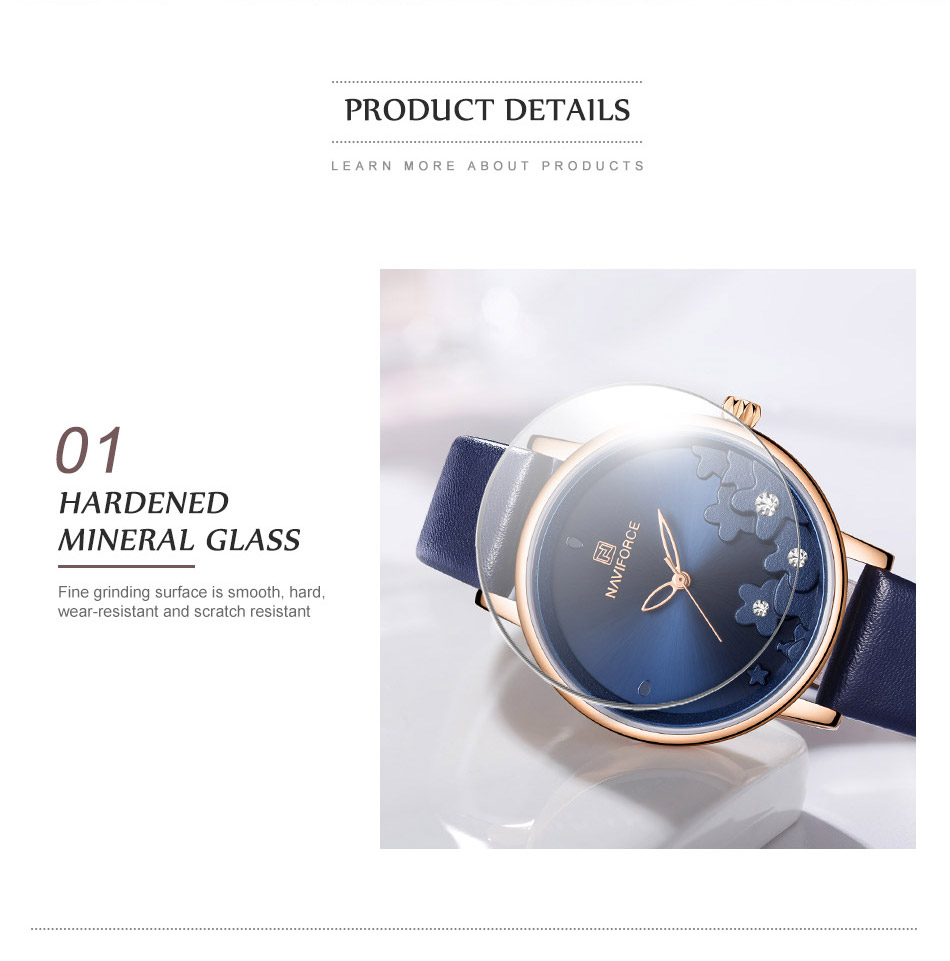 PRODUCT DETAILS
LEARN MORE ABOUT PRODUCTS
01
HARDENED
MINERAL GLASS
Fine grinding surface is smooth, hard,
wear-resistant and scratch resistant
NAVIFORCE